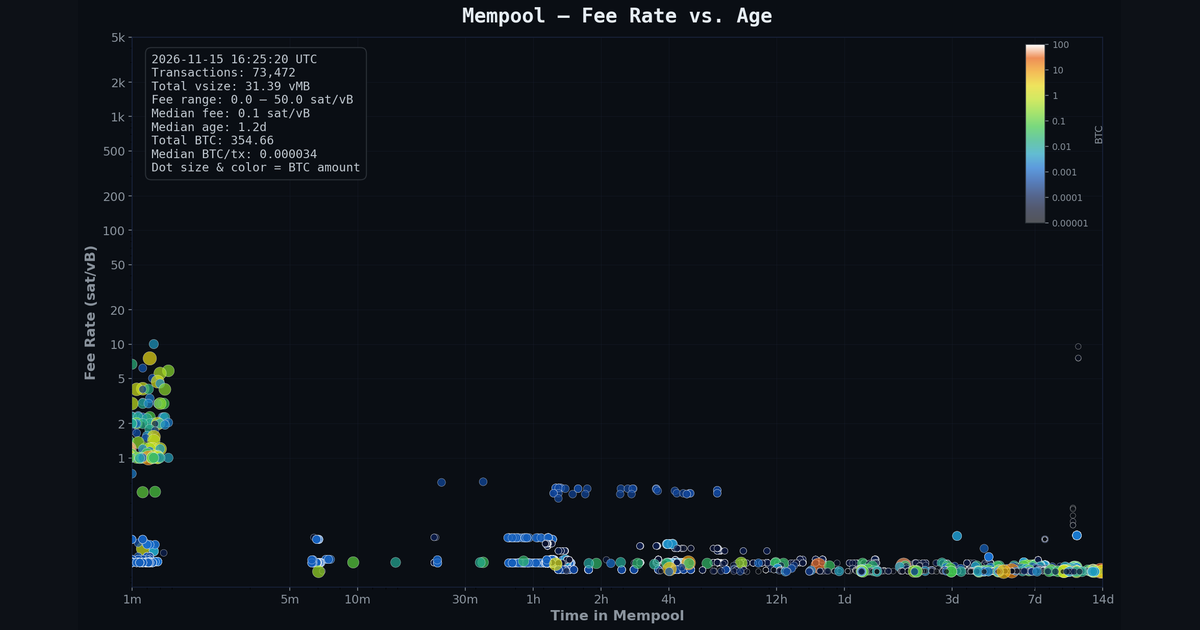 Mempool — Fee Rate vs. Age
2026-11-15 16:25:20 UTC
Transactions: 73,472
Total vsize: 31.39 vMB
Fee range: 0.0 – 50.0 sat/vB
Median fee: 0.1 sat/vB
Median age: 1.2d
Total BTC: 354.66
Median BTC/tx: 0.000034
Dot size & color = BTC amount
100
10
1
0.1
0.01
0.001
0.0001
0.00001
BTC
Fee Rate (sat/vB)
5k
2k
1k
500
200
100
50
20
10
5
2
1
1m
5m
10m
30m
1h
2h
4h
12h
1d
3d
7d
14d
Time in Mempool